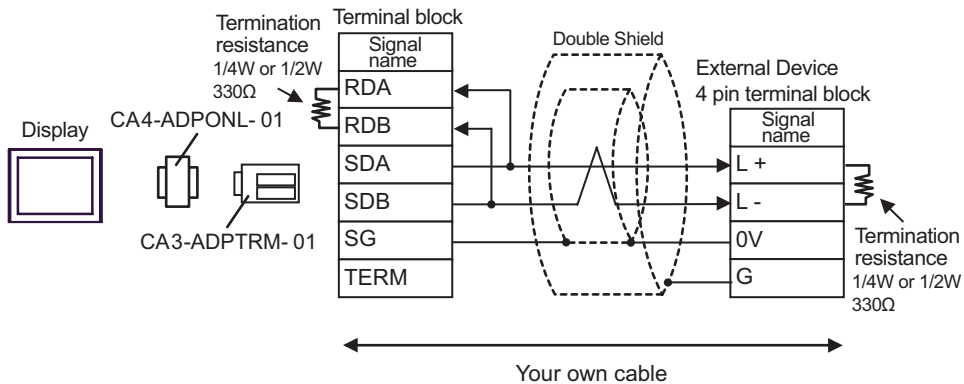 Termination
resistance
1/4W or 1/2W
330Ω
Terminal block
Signal
name
RDA
RDB
SDA
SDB
SG
TERM
Display
CA4-ADPONL- 01
CA3-ADPTRM- 01
Double Shield
External Device
4 pin terminal block
Signal
name
L +
L -
0V
G
Termination
resistance
1/4W or 1/2W
330Ω
Your own cable